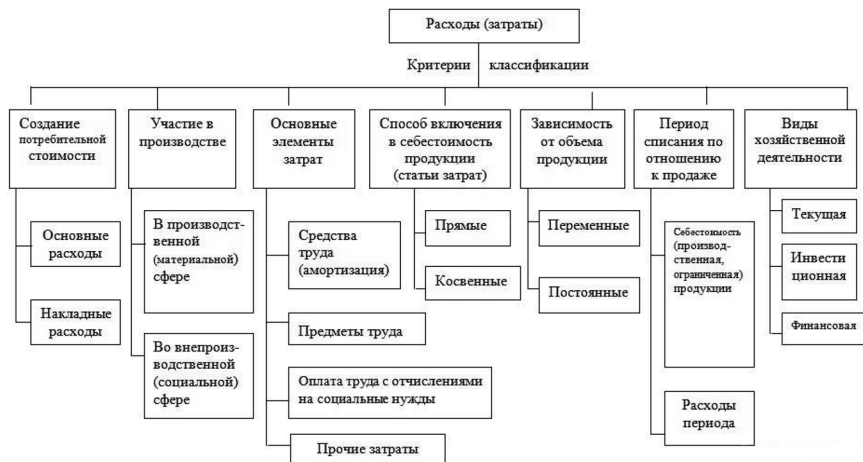 Расходы (затраты)
Критерии классификации
Создание
потребительной
стоимости
Основные
расходы
Накладные
расходы
Участие в
производстве
В производст-
венной
(материальной)
сфере
Во внепроиз-
водственной
(социальной)
сфере
Основные
элементы
затрат
Средства
труда
(амортизация)
Предметы труда
Оплата труда с отчислениями
на социальные нужды
Прочие затраты
Способ включения
в себестоимость
продукции
(статьи затрат)
Прямые
Косвенные
Зависимость
от объема
продукции
Переменные
Постоянные
Период
списания по
отношению
к продаже
Себестоимость
(производ-
ственная,
ограниченная)
продукции
Расходы
периода
Виды
хозяйственной
деятельности
Текущая
Инвести
ционная
Финансовая